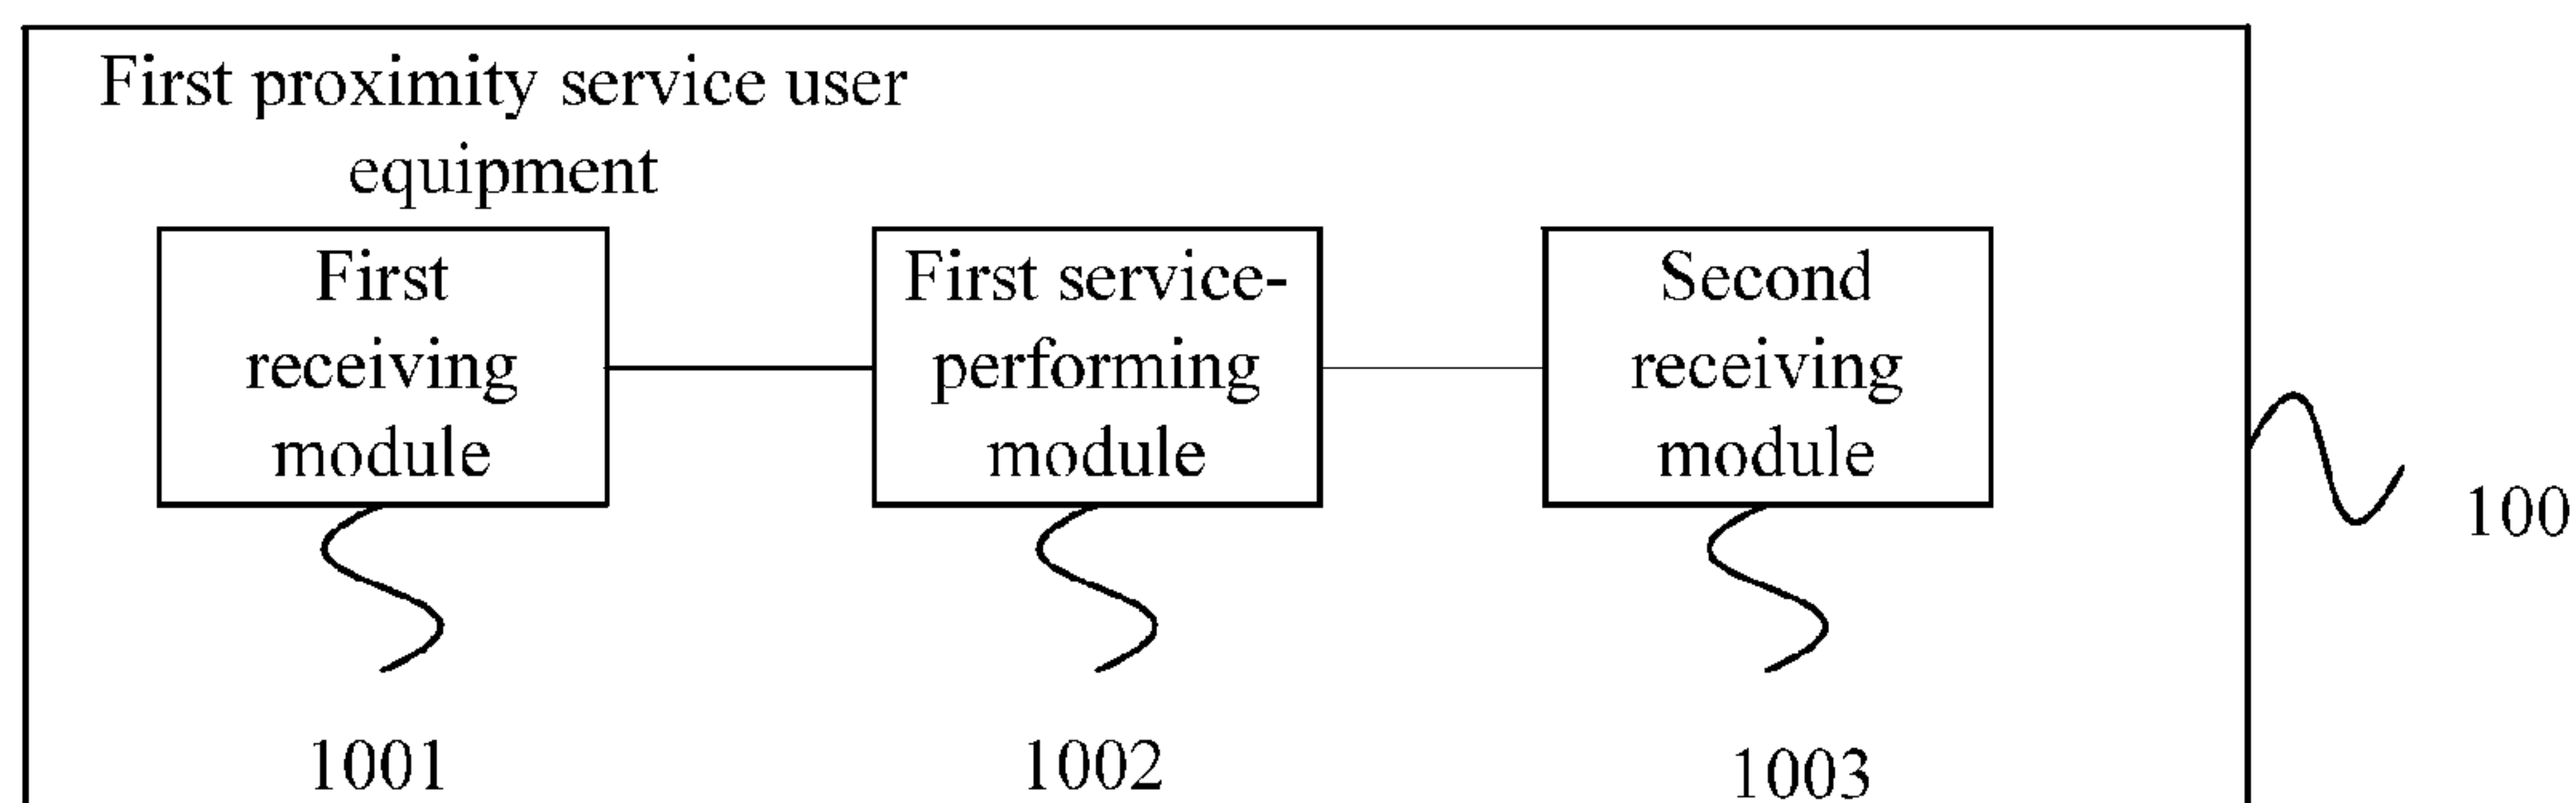 First proximity service user
equipment
First
receiving
module
First service-
performing
module
Second
receiving
module
100
1001
1002
1003